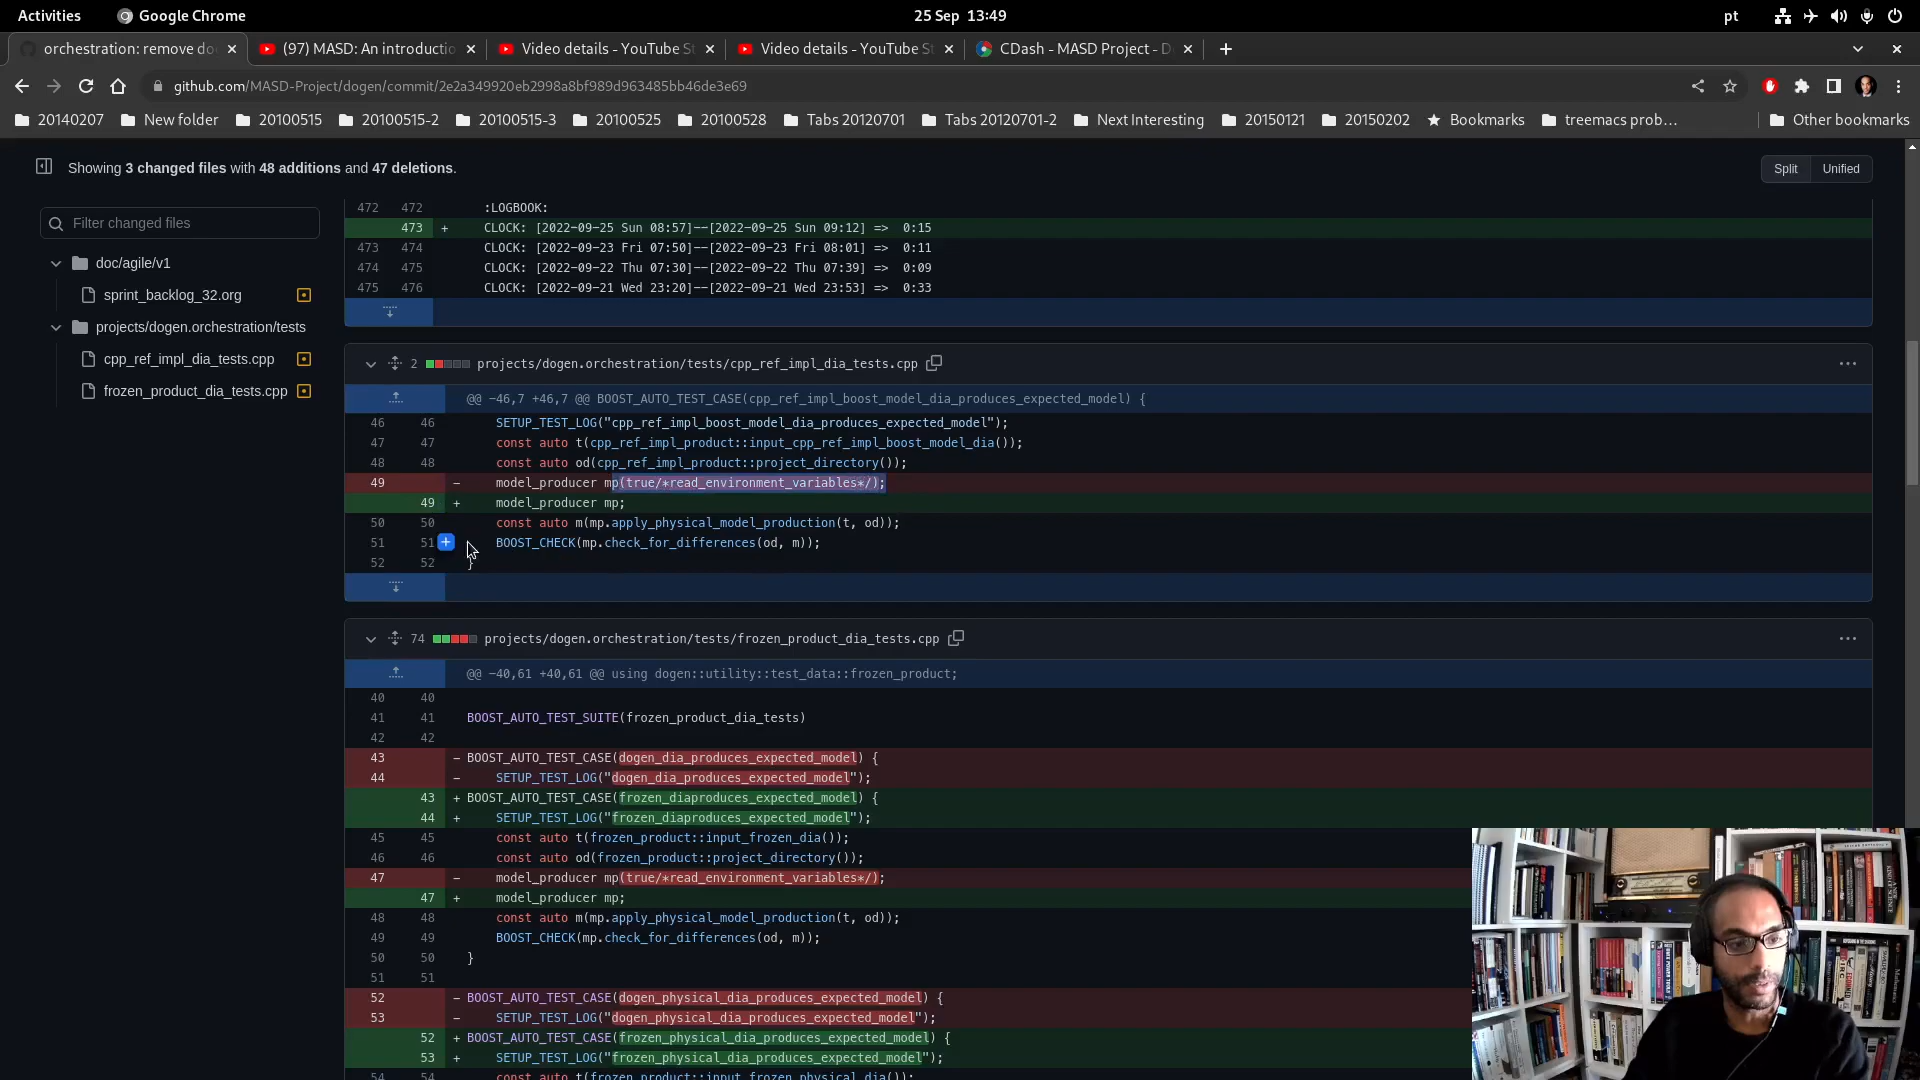 Activities
Google Chrome
25 Sep 13:49
pt
orchestration: remove do
(97) MASD: An introductio
Video details - YouTube St
Video details - YouTube St
CDash - MASD Project - D
github.com/MASD-Project/dogen/commit/2e2a349920eb2998a8bf989d963485bb46de3e69
20140207
New folder
20100515
20100515-2
20100515-3
20100525
20100528
Tabs 20120701
Tabs 20120701-2
Next Interesting
20150121
20150202
Bookmarks
treemacs prob…
Other bookmarks
Showing 3 changed files with 48 additions and 47 deletions.
Split
Unified
Filter changed files
doc/agile/v1
sprint_backlog_32.org
projects/dogen.orchestration/tests
cpp_ref_impl_dia_tests.cpp
frozen_product_dia_tests.cpp
472 472 :LOGBOOK:
473 + CLOCK: [2022-09-25 Sun 08:57]--[2022-09-25 Sun 09:12] => 0:15
473 474 CLOCK: [2022-09-23 Fri 07:50]--[2022-09-23 Fri 08:01] => 0:11
474 475 CLOCK: [2022-09-22 Thu 07:30]--[2022-09-22 Thu 07:39] => 0:09
475 476 CLOCK: [2022-09-21 Wed 23:20]--[2022-09-21 Wed 23:53] => 0:33
2 projects/dogen.orchestration/tests/cpp_ref_impl_dia_tests.cpp
@@ -46,7 +46,7 @@ BOOST_AUTO_TEST_CASE(cpp_ref_impl_boost_model_dia_produces_expected_model) {
46 46 SETUP_TEST_LOG("cpp_ref_impl_boost_model_dia_produces_expected_model");
47 47 const auto t(cpp_ref_impl_product::input_cpp_ref_impl_boost_model_dia());
48 48 const auto od(cpp_ref_impl_product::project_directory());
49 - model_producer mp(true/*read_environment_variables*/);
49 + model_producer mp;
50 50 const auto m(mp.apply_physical_model_production(t, od));
51 51 BOOST_CHECK(mp.check_for_differences(od, m));
52 52 }
74 projects/dogen.orchestration/tests/frozen_product_dia_tests.cpp
@@ -40,61 +40,61 @@ using dogen::utility::test_data::frozen_product;
40 40
41 41 BOOST_AUTO_TEST_SUITE(frozen_product_dia_tests)
42 42
43 - BOOST_AUTO_TEST_CASE(dogen_dia_produces_expected_model) {
44 - SETUP_TEST_LOG("dogen_dia_produces_expected_model");
43 + BOOST_AUTO_TEST_CASE(frozen_diaproduces_expected_model) {
44 + SETUP_TEST_LOG("frozen_diaproduces_expected_model");
45 45 const auto t(frozen_product::input_frozen_dia());
46 46 const auto od(frozen_product::project_directory());
47 - model_producer mp(true/*read_environment_variables*/);
47 + model_producer mp;
48 48 const auto m(mp.apply_physical_model_production(t, od));
49 49 BOOST_CHECK(mp.check_for_differences(od, m));
50 50 }
51 51
52 - BOOST_AUTO_TEST_CASE(dogen_physical_dia_produces_expected_model) {
53 - SETUP_TEST_LOG("dogen_physical_dia_produces_expected_model");
52 + BOOST_AUTO_TEST_CASE(frozen_physical_dia_produces_expected_model) {
53 + SETUP_TEST_LOG("frozen_physical_dia_produces_expected_model");
54 54 const auto t(frozen_product::input_frozen_physical_dia());